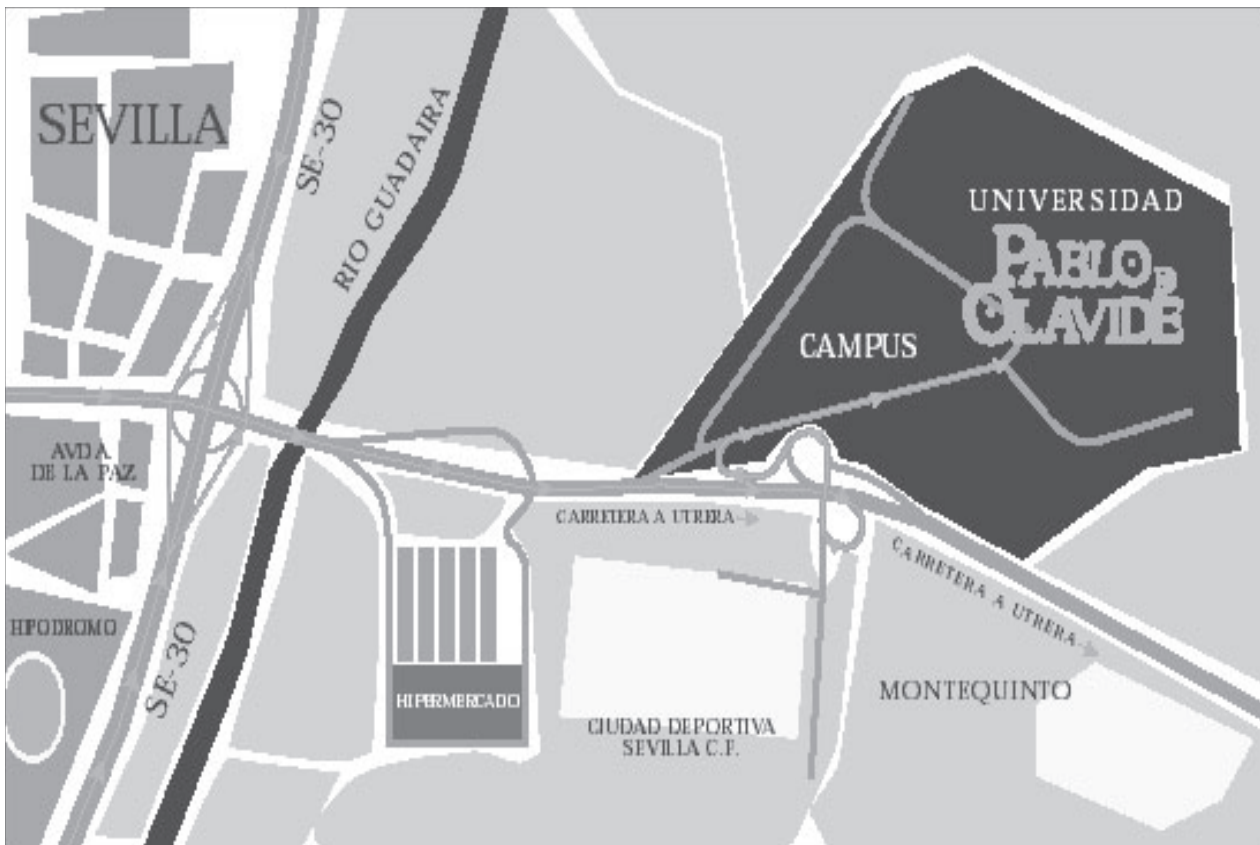 SEVILLA
SE-30
RIO GUADAIRA
UNIVERSIDAD
PABLO DE
OLAVIDE
CAMPUS
AVDA.
DE LA PAZ
CARRETERA A UTRERA
CARRETERA A UTRERA
HIPODROMO
SE-30
HIPERMERCADO
CIUDAD DEPORTIVA
SEVILLA C.F.
MONTEQUINTO